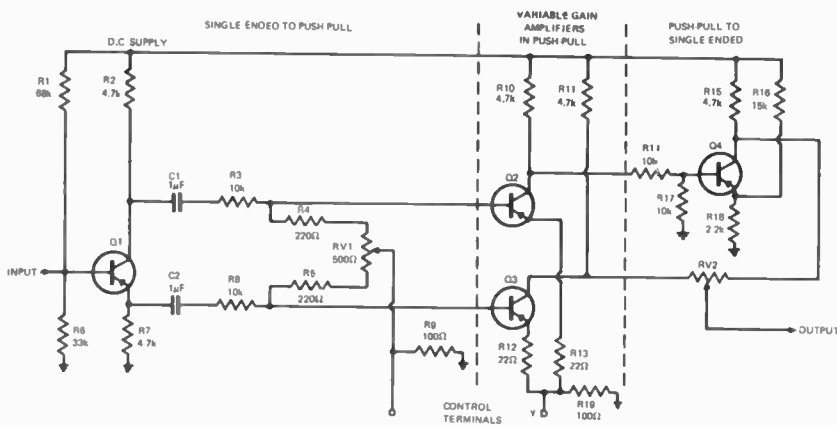 SINGLE ENDED TO PUSH PULL
VARIABLE GAIN
AMPLIFIERS
IN PUSH-PULL
PUSH-PULL TO
SINGLE ENDED
D.C SUPPLY
R1
68k
R2
4.7k
R10
4.7k
R11
4.7k
R15
4.7k
R16
15k
C1
1µF
R3
10k
Q2
R11
10k
Q4
R4
220Ω
R17
10k
R18
2.2k
Q1
RV1
500Ω
INPUT
C2
1µF
R8
10k
R5
220Ω
Q3
RV2
R6
33k
R7
4.7k
R9
100Ω
R12
22Ω
R13
22Ω
OUTPUT
R19
100Ω
CONTROL
TERMINALS
Y